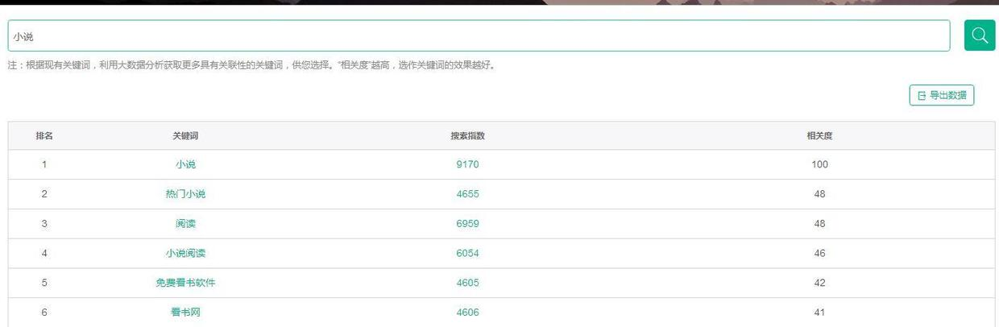 小说
注：根据现有关键词，利用大数据分析获取更多具有关联性的关键词，供您选择。“相关度”越高，选作关键词的效果越好。
导出数据
排名 关键词 搜索指数 相关度
1 小说 9170 100
2 热门小说 4655 48
3 阅读 6959 48
4 小说阅读 6054 46
5 免费看书软件 4605 42
6 看书网 4606 41